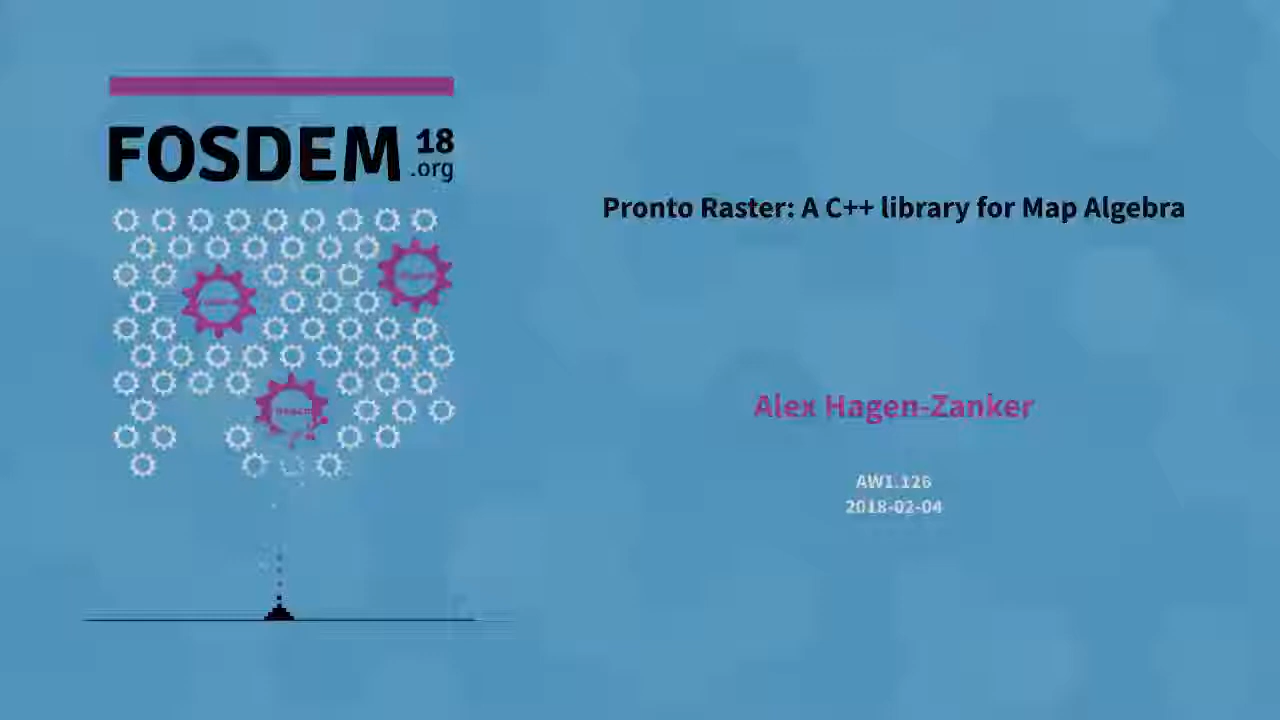 FOSDEM 18
.org
Pronto Raster: A C++ library for Map Algebra
Alex Hagen-Zanker
AW1.126
2018-02-04